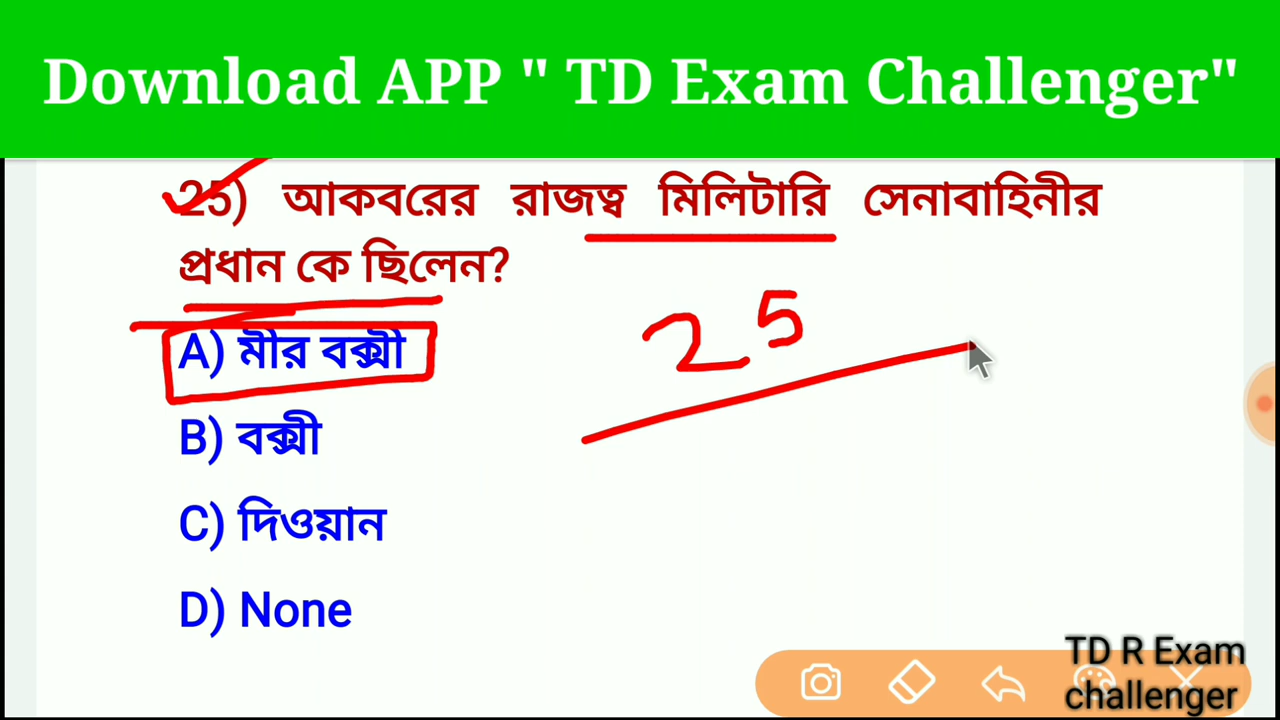 Download APP " TD Exam Challenger"
25) আকবরের রাজত্ব মিলিটারি সেনাবাহিনীর
প্রধান কে ছিলেন?
A) মীর বক্সী
25
B) বক্সী
C) দিওয়ান
D) None
TD R Exam
challenger